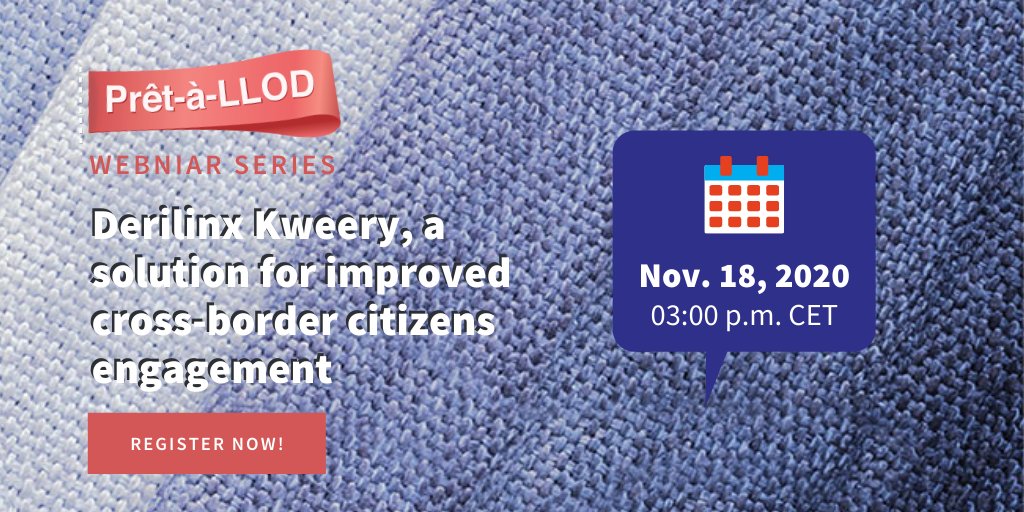 Prêt-à-LLOD
WEBNIAR SERIES
Derilinx Kweery, a
solution for improved
cross-border citizens
engagement
REGISTER NOW!
Nov. 18, 2020
03:00 p.m. CET